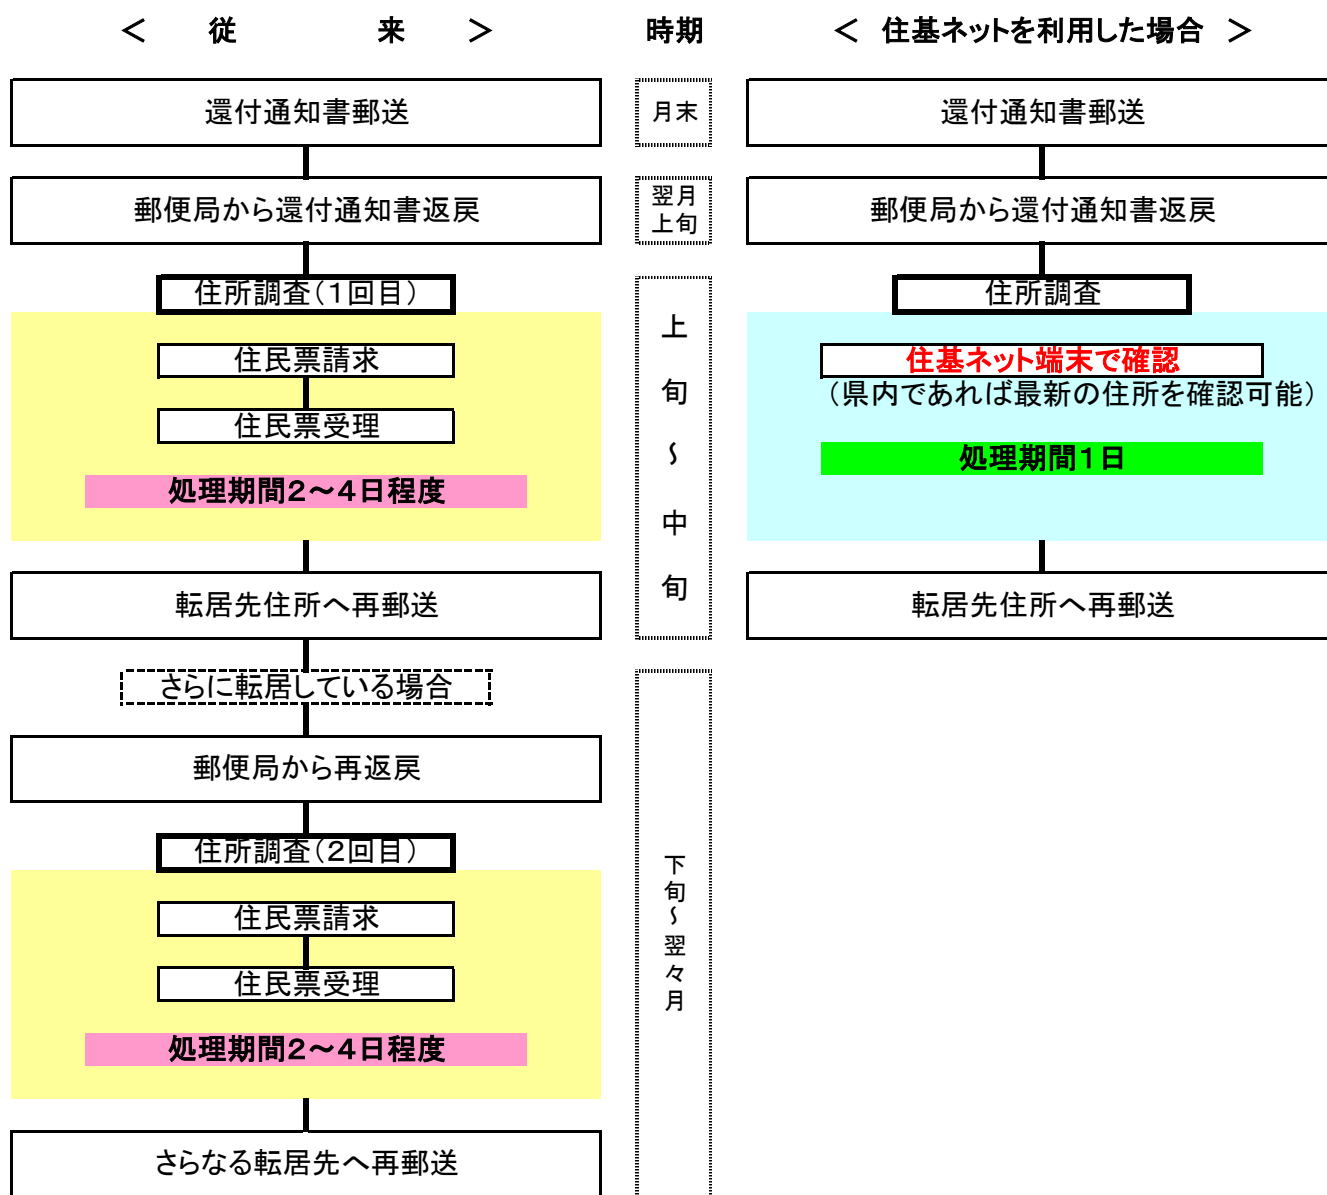 ＜　従　　　　　来　＞
時期
＜　住基ネットを利用した場合　＞
還付通知書郵送
月末
還付通知書郵送
郵便局から還付通知書返戻
翌月
上旬
郵便局から還付通知書返戻
住所調査（１回目）
住所調査
上旬～中旬
住民票請求
住基ネット端末で確認
（県内であれば最新の住所を確認可能）
住民票受理
処理期間１日
処理期間２～４日程度
転居先住所へ再郵送
転居先住所へ再郵送
さらに転居している場合
郵便局から再返戻
住所調査（２回目）
下旬～翌々月
住民票請求
住民票受理
処理期間２～４日程度
さらなる転居先へ再郵送